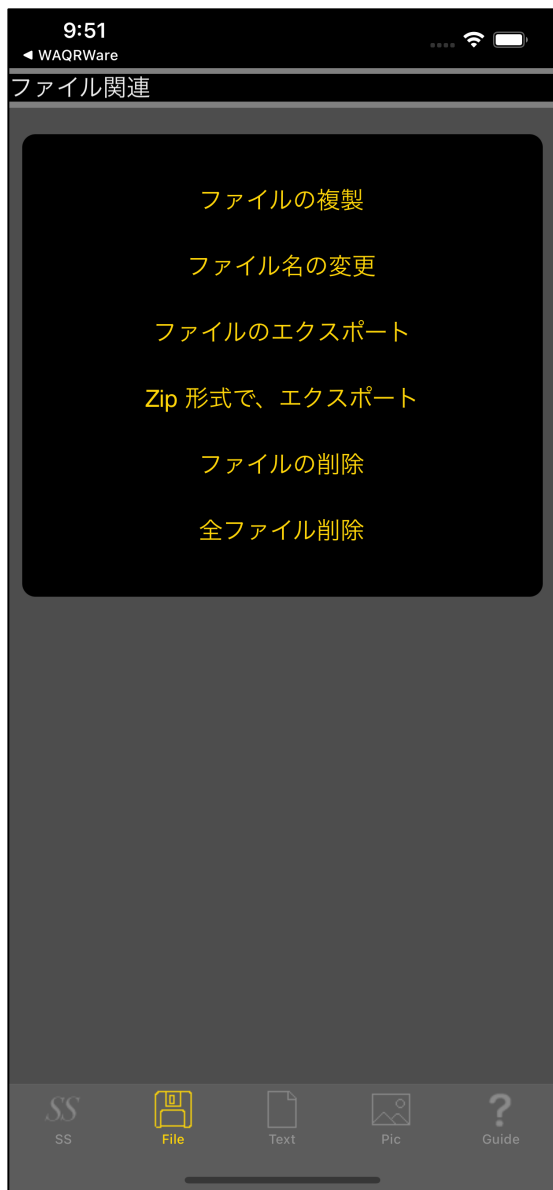 9:51
◀ WAQRWare
ファイル関連
ファイルの複製
ファイル名の変更
ファイルのエクスポート
Zip 形式で、エクスポート
ファイルの削除
全ファイル削除
SS
SS File Text Pic Guide